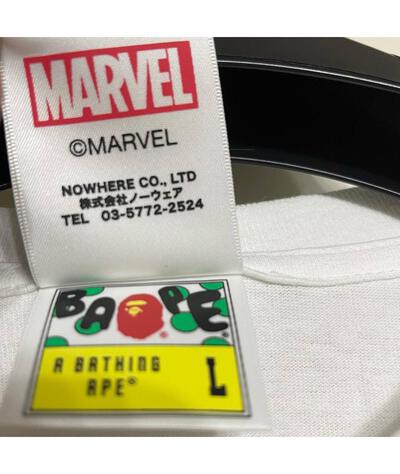 MARVEL
©MARVEL
NOWHERE CO., LTD
株式会社ノーウェア
TEL 03-5772-2524
BAPE
A BATHING
APE®
L